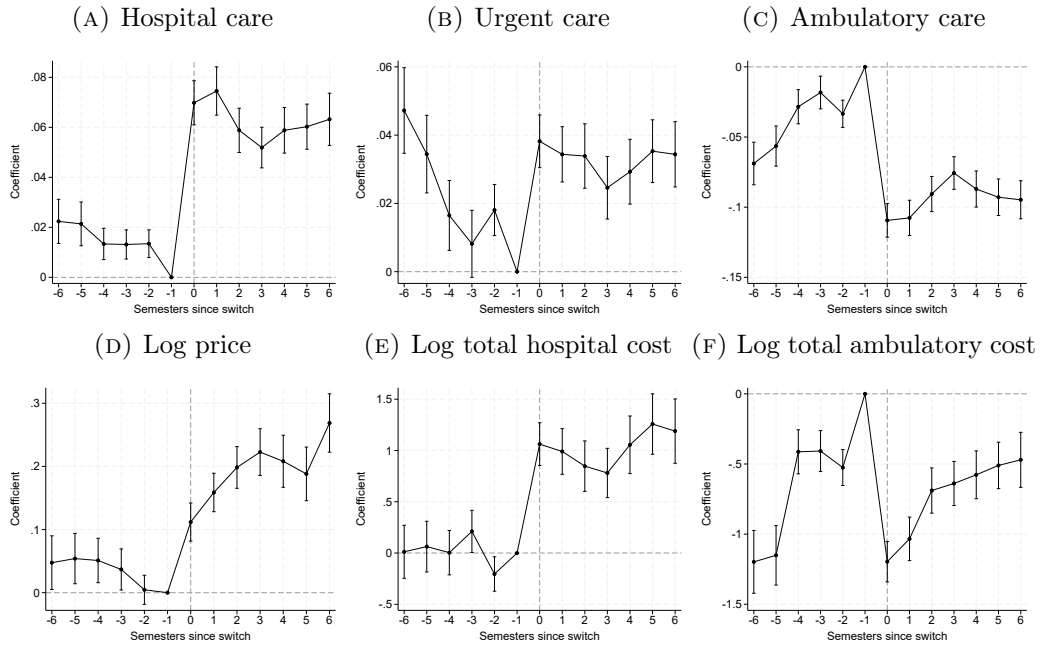 (A) Hospital care
(B) Urgent care
(C) Ambulatory care
Coefficient
.08
.06
.04
.02
0
-6 -5 -4 -3 -2 -1 0 1 2 3 4 5 6
Semesters since switch
Coefficient
.06
.04
.02
0
-6 -5 -4 -3 -2 -1 0 1 2 3 4 5 6
Semesters since switch
Coefficient
0
-.05
-.1
-.15
-6 -5 -4 -3 -2 -1 0 1 2 3 4 5 6
Semesters since switch
(D) Log price
(E) Log total hospital cost
(F) Log total ambulatory cost
Coefficient
.3
.2
.1
0
-6 -5 -4 -3 -2 -1 0 1 2 3 4 5 6
Semesters since switch
Coefficient
1.5
1
.5
0
-.5
-6 -5 -4 -3 -2 -1 0 1 2 3 4 5 6
Semesters since switch
Coefficient
0
-.5
-1
-1.5
-6 -5 -4 -3 -2 -1 0 1 2 3 4 5 6
Semesters since switch